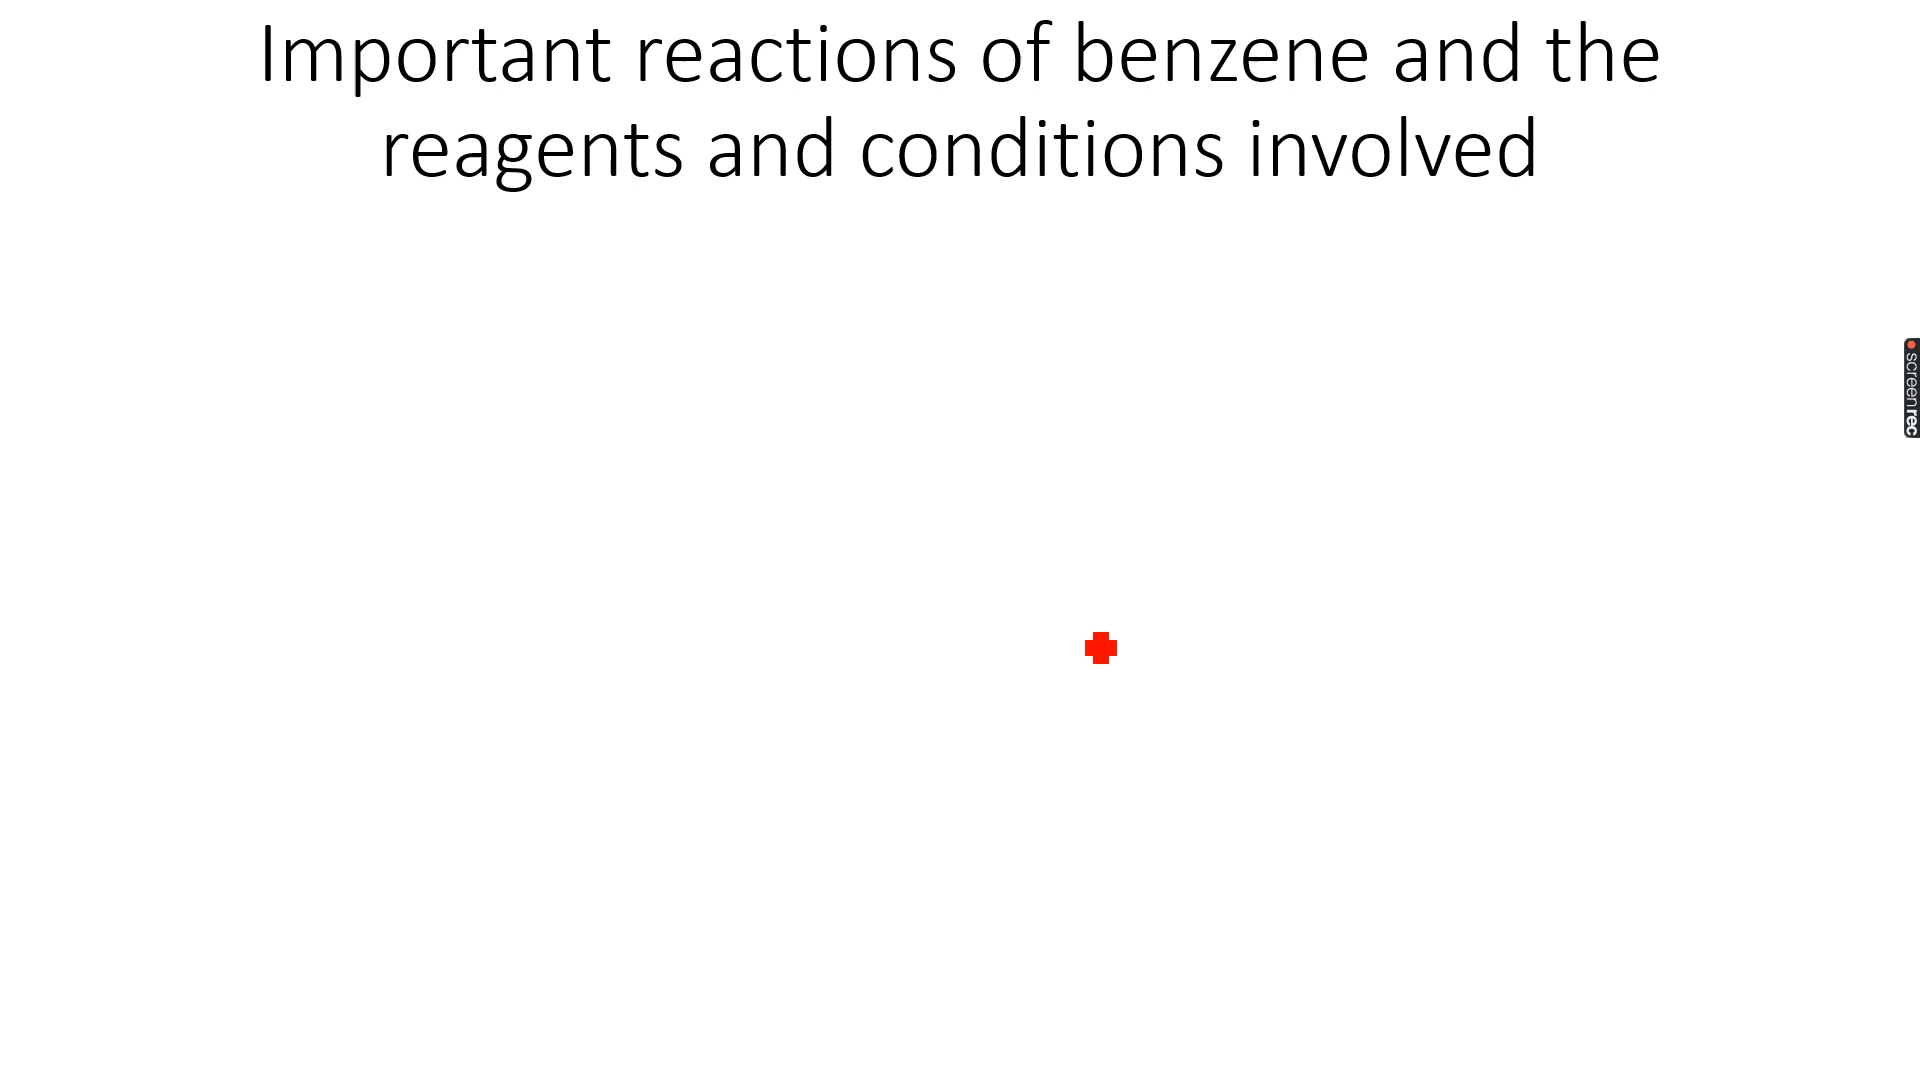 Important reactions of benzene and the
reagents and conditions involved
screenrec